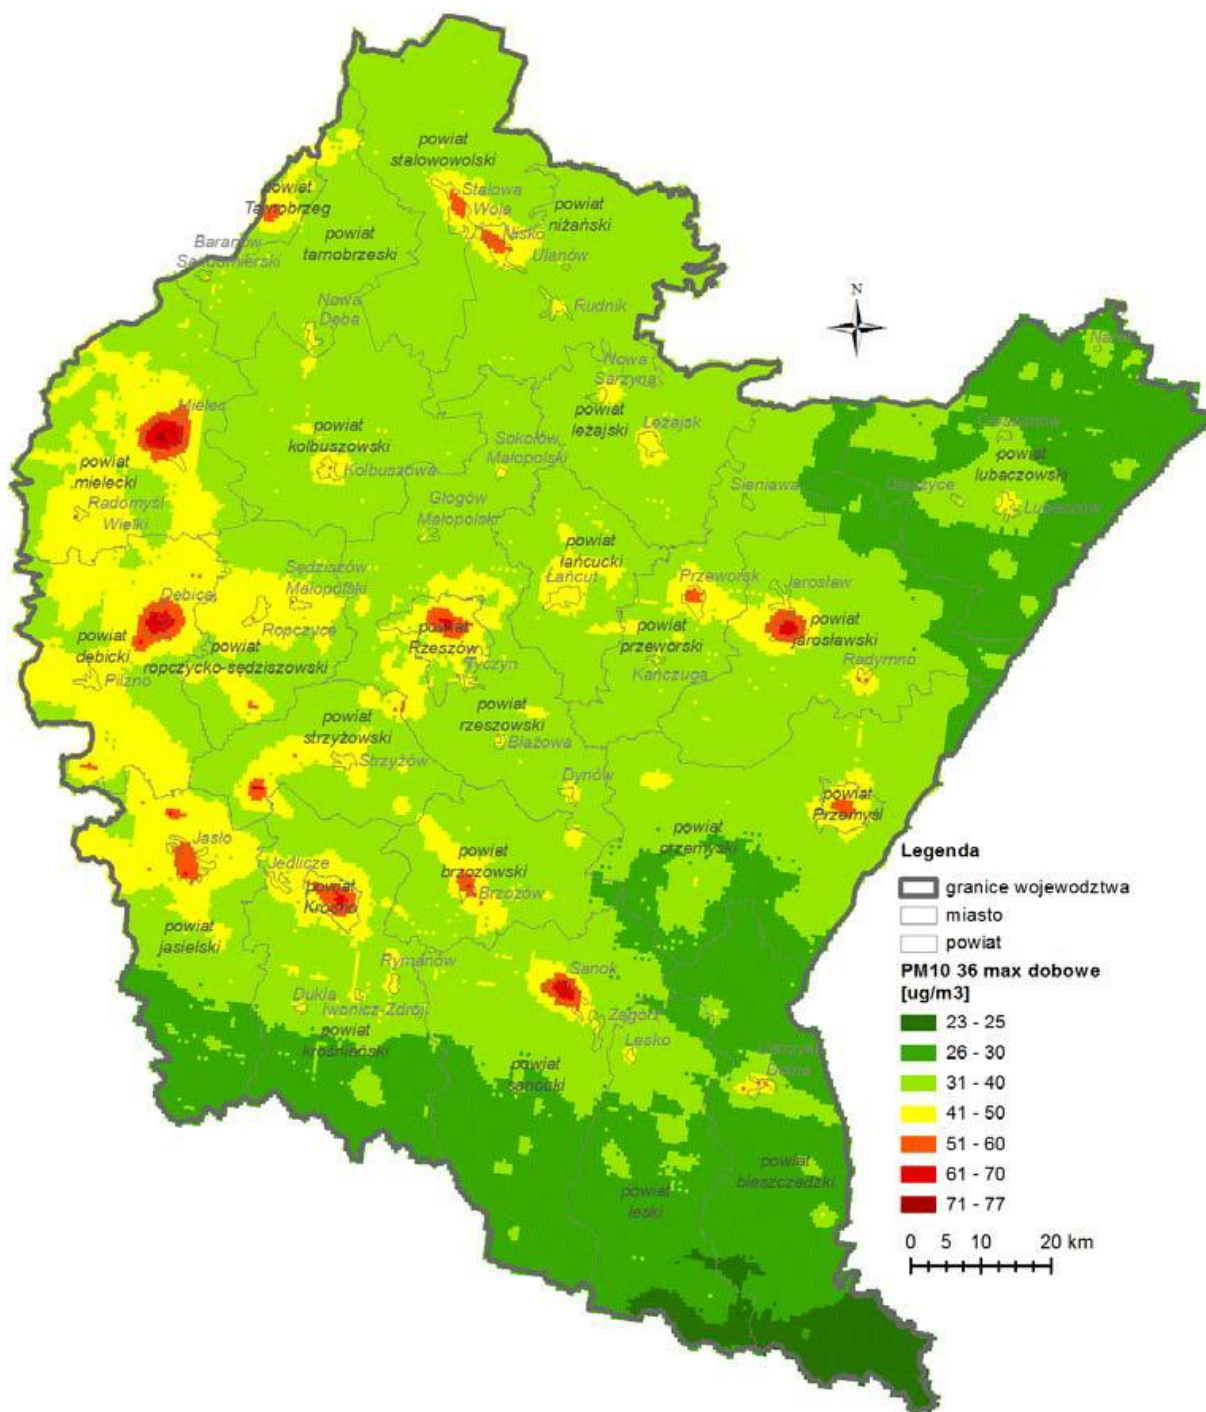 powiat
stalowowolski
Stalowa
Wola
powiat
Tarnobrzeg
powiat
niżański
Nisko
Ulanów
powiat
tarnobrzeski
Baranów
Sandomierski
Nowa
Dęba
Rudnik
N
Narol
Nowa
Sarzyna
powiat
leżajski
Leżajsk
Mielec
powiat
kolbuszowski
Kolbuszowa
Sokołów
Małopolski
Cieszanów
powiat
lubaczowski
Oleszyce
Lubaczów
powiat
mielecki
Radomyśl
Wielki
Sieniawa
Głogów
Małopolski
powiat
łańcucki
Łańcut
Sędziszów
Małopolski
Przeworsk
Jarosław
Dębica
Ropczyce
powiat
Rzeszów
powiat
przeworski
powiat
jarosławski
powiat
dębicki
powiat
ropczycko-sędziszowski
Tyczyn
Kańczuga
Radymno
Pilzno
powiat
strzyżowski
Strzyżów
powiat
rzeszowski
Błażowa
Dynów
powiat
Przemyśl
powiat
przemyski
Jasło
Jedlicze
powiat
Krosno
powiat
brzozowski
Brzozów
powiat
jasielski
Rymanów
Dukla
Iwonicz-Zdrój
powiat
krośnieński
Sanok
Zagórz
Lesko
powiat
sanocki
Dolne
powiat
bieszczadzki
powiat
leski
Legenda
granice wojewodztwa
miasto
powiat
PM10 36 max dobowe
[ug/m3]
23 - 25
26 - 30
31 - 40
41 - 50
51 - 60
61 - 70
71 - 77
0 5 10 20 km